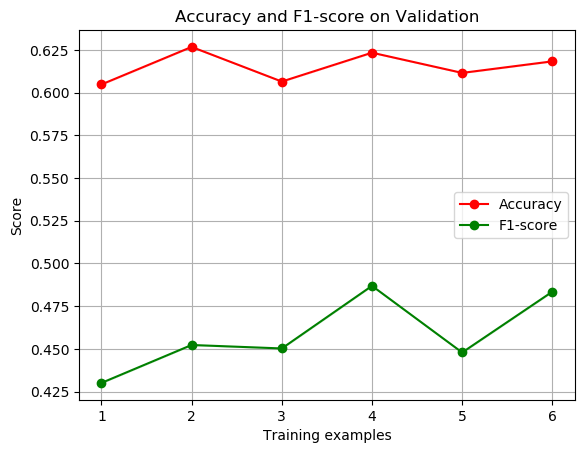 Accuracy and F1-score on Validation
Score
0.625
0.600
0.575
0.550
0.525
0.500
0.475
0.450
0.425
Accuracy
F1-score
1 2 3 4 5 6
Training examples